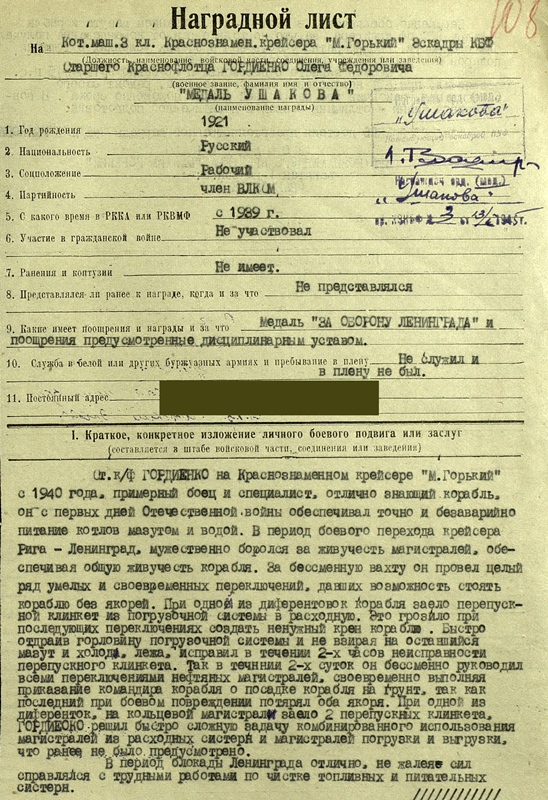 Наградной лист
108
На Кот.маш.3 кл. Краснознамен.крейсера "М.Горький" Эскадры КБФ
(Должность, наименование войсковой части, соединения, учреждения или заведения)
Старшего Краснофлотца ГОРДИЕНКО Олега Федоровича
(военное звание, фамилия имя и отчество)
"МЕДАЛЬ УШАКОВА"
(наименование награды)
„Ушакова"
1. Год рождения 1921
2 Национальность Русский
3. Соцположение Рабочий
4. Партийность член ВЛКСМ
„Ушакова"
5. С какого время в РККА или РКВМФ с 1939 г.
6. Участие в гражданской войне Не участвовал
7. Ранения и контузии Не имеет.
8. Представлялся-ли ранее к награде, когда и за что Не представлялся
9. Какие имеет поощрения и награды и за что Медаль "ЗА ОБОРОНУ ЛЕНИНГРАДА" и
поощрения предусмотренные дисциплинарным уставом.
10. Служба в белой или других буржуазных армиях и пребывание в плену Не служил и
в плену не был.
11. Постоянный адрес
1. Краткое, конкретное изложение личного боевого подвига или заслуг
(составляется в штабе войсковой части, соединения или заведения)
Ст.к/ф ГОРДИЕНКО на Краснознаменном крейсере "М.Горький"
с 1940 года, примерный боец и специалист, отлично знающий корабль,
он с первых дней Отечественной войны обеспечивал точно и безаварийно
питание котлов мазутом и водой. В период боевого перехода крейсера
Рига - Ленинград, мужественно боролся за живучесть магистралей, обе-
спечивая общую живучесть корабля. За бессменную вахту он провел целый
ряд умелых и своевременных переключений, давших возможность стоять
кораблю без якорей. При одной из диферентовок корабля заело перепуск-
ной клинкет из погрузочной системы в расходную. Это грозило при
последующих переключениях создать ненужный крен кораблю. Быстро
отдраив горловину погрузочной системы и не взирая на оставшийся
мазут и холод, лежа, исправил в течении 2-х часов неисправности
перепускного клинкета. Так в течннии 2-х суток он бессменно руководил
всеми переключениями нефтяных магистралей, своевременно выполняя
приказание командира корабля о посадке корабля на грунт, так как
последний при боевом повреждении потярял оба якоря. При одной из
диференток, на кольцевой магистрали заело 2 перепускных клинкета,
ГОРДИЕОКО решил быстро сложную задачу комбинированного использования
магистралей из расходных систерн и магистралей погрузки и выгрузки,
что ранее не было предусмотрено.
В период блокады Ленинграда отлично, не жалея сил
справлялся с трудными работами по чистке топливных и питательных
систерн.